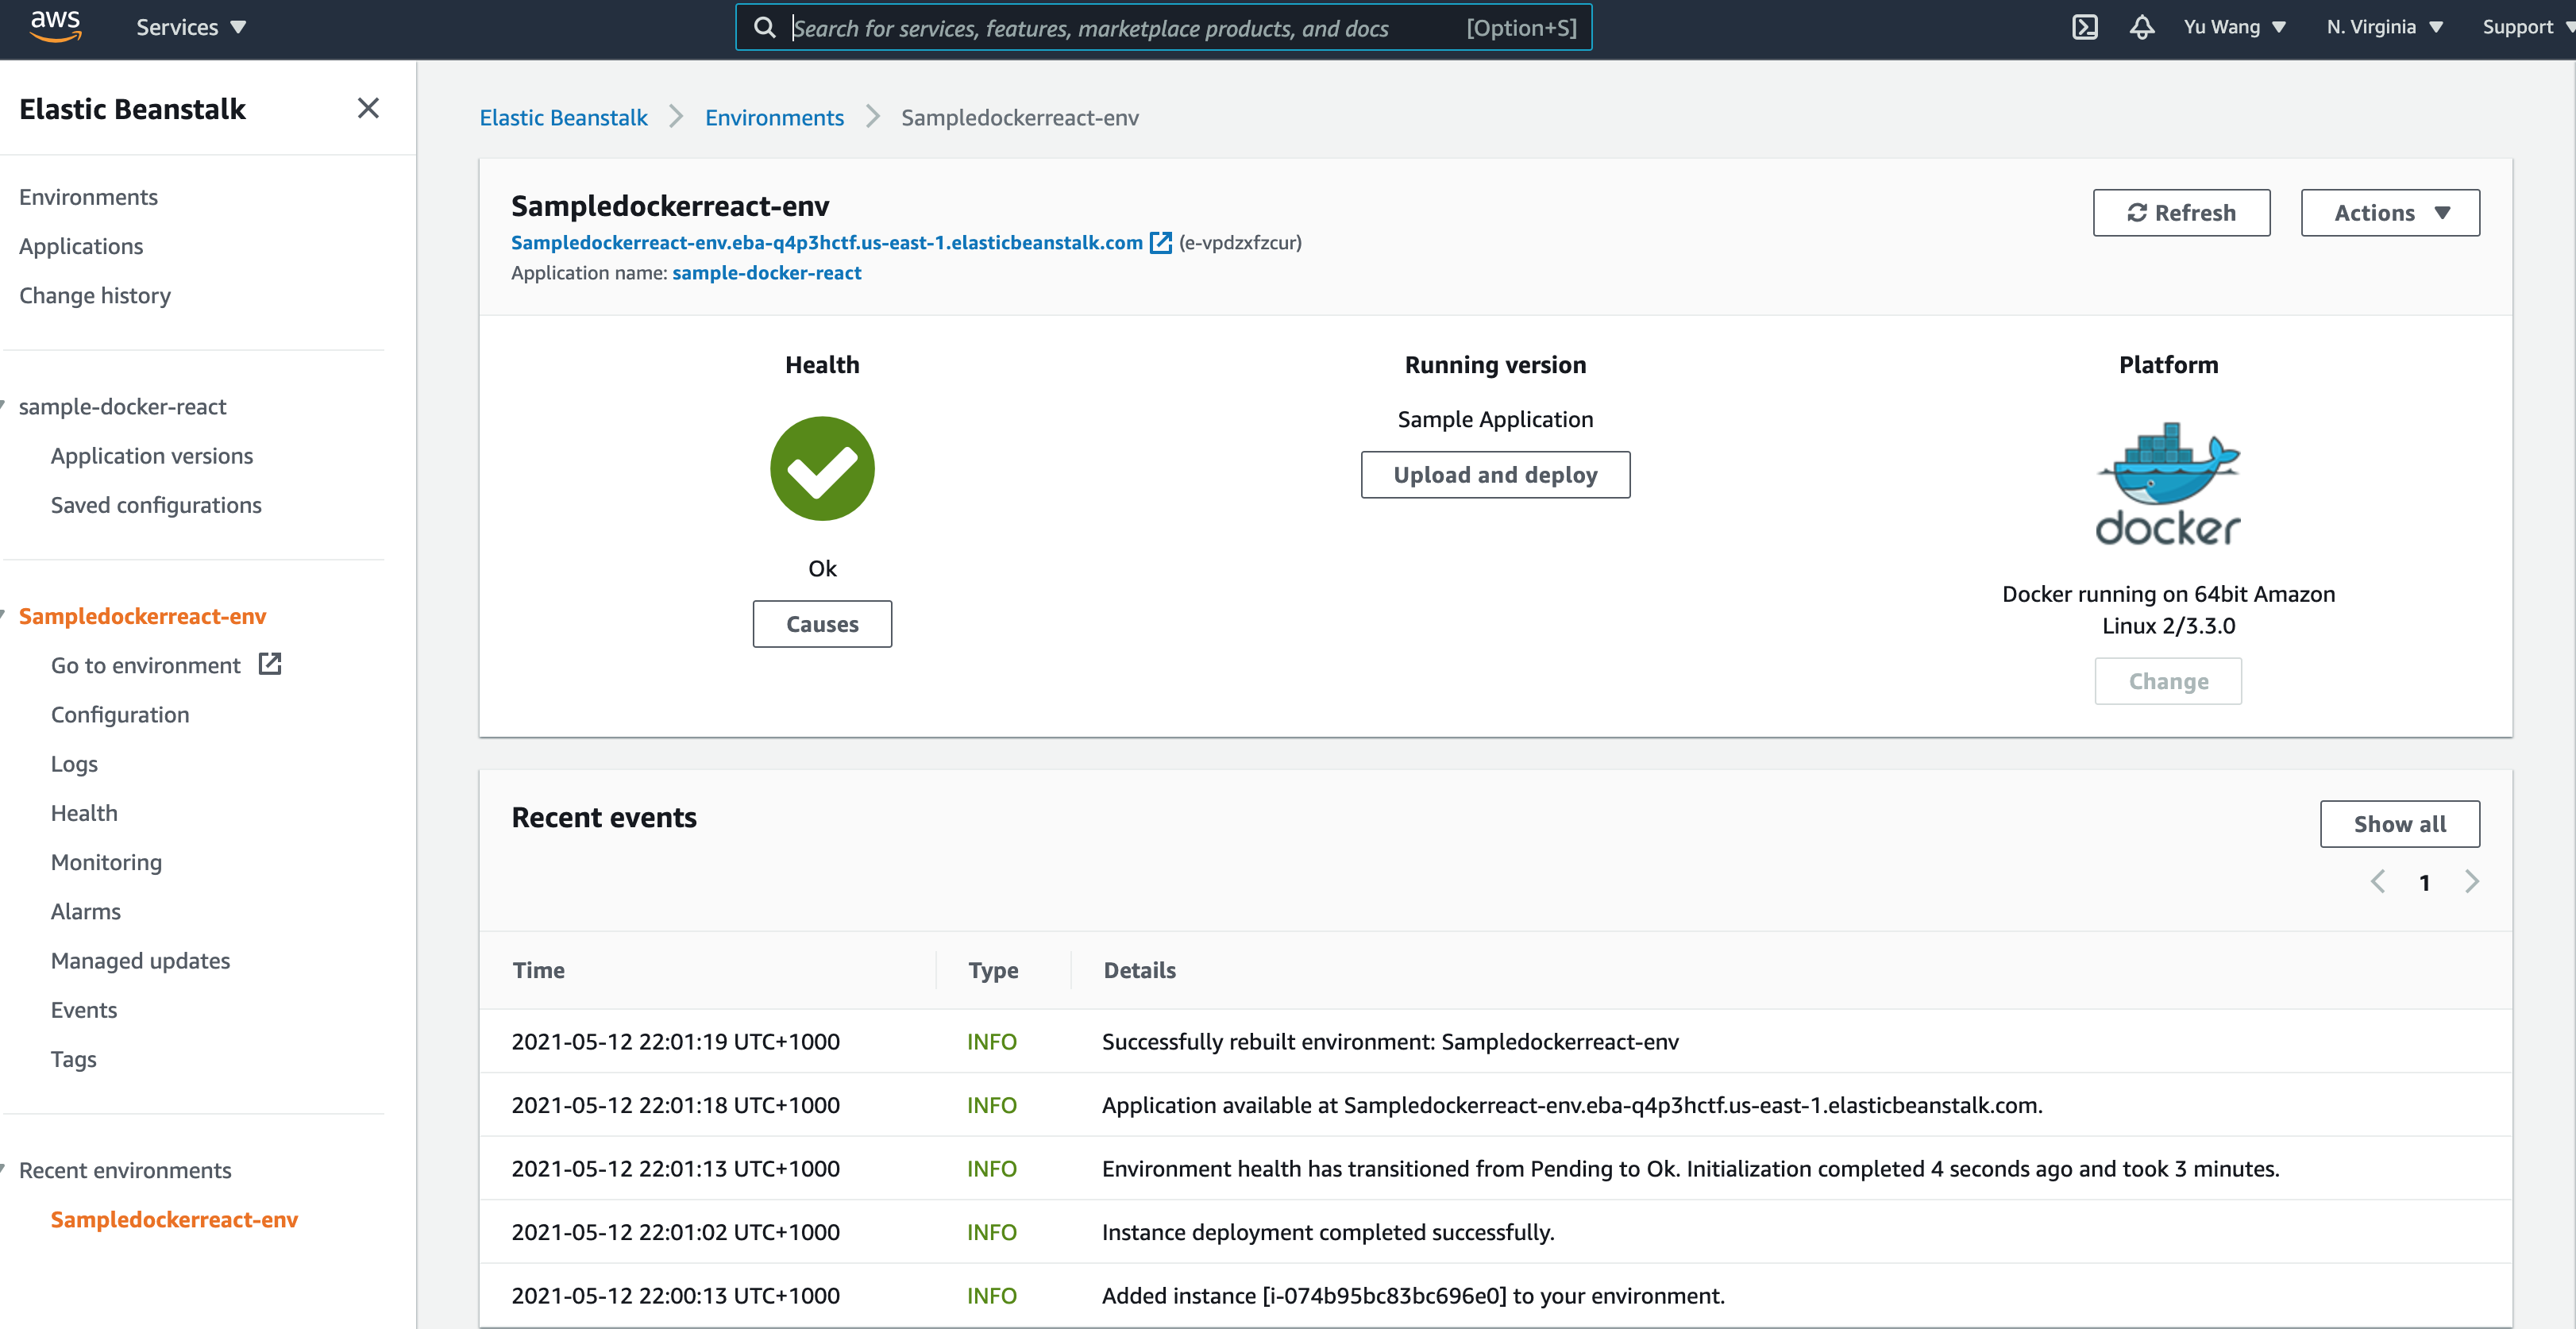 aws
Services
Search for services, features, marketplace products, and docs [Option+S]
Yu Wang
N. Virginia
Support
Elastic Beanstalk
Environments
Applications
Change history
sample-docker-react
Application versions
Saved configurations
Sampledockerreact-env
Go to environment
Configuration
Logs
Health
Monitoring
Alarms
Managed updates
Events
Tags
Recent environments
Sampledockerreact-env
Elastic Beanstalk > Environments > Sampledockerreact-env
Sampledockerreact-env
Sampledockerreact-env.eba-q4p3hctf.us-east-1.elasticbeanstalk.com (e-vpdzxfzcur)
Application name: sample-docker-react
Refresh
Actions
Health
Ok
Causes
Running version
Sample Application
Upload and deploy
Platform
docker
Docker running on 64bit Amazon
Linux 2/3.3.0
Change
Recent events
Show all
1
Time Type Details
2021-05-12 22:01:19 UTC+1000 INFO Successfully rebuilt environment: Sampledockerreact-env
2021-05-12 22:01:18 UTC+1000 INFO Application available at Sampledockerreact-env.eba-q4p3hctf.us-east-1.elasticbeanstalk.com.
2021-05-12 22:01:13 UTC+1000 INFO Environment health has transitioned from Pending to Ok. Initialization completed 4 seconds ago and took 3 minutes.
2021-05-12 22:01:02 UTC+1000 INFO Instance deployment completed successfully.
2021-05-12 22:00:13 UTC+1000 INFO Added instance [i-074b95bc83bc696e0] to your environment.